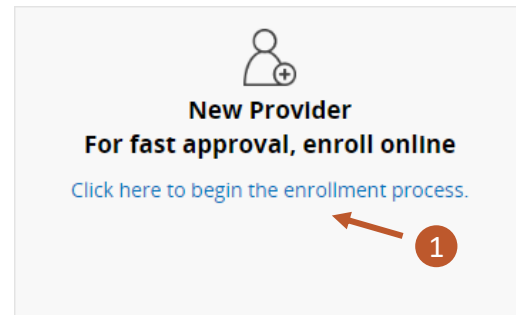 New Provider
For fast approval, enroll online
Click here to begin the enrollment process.
1